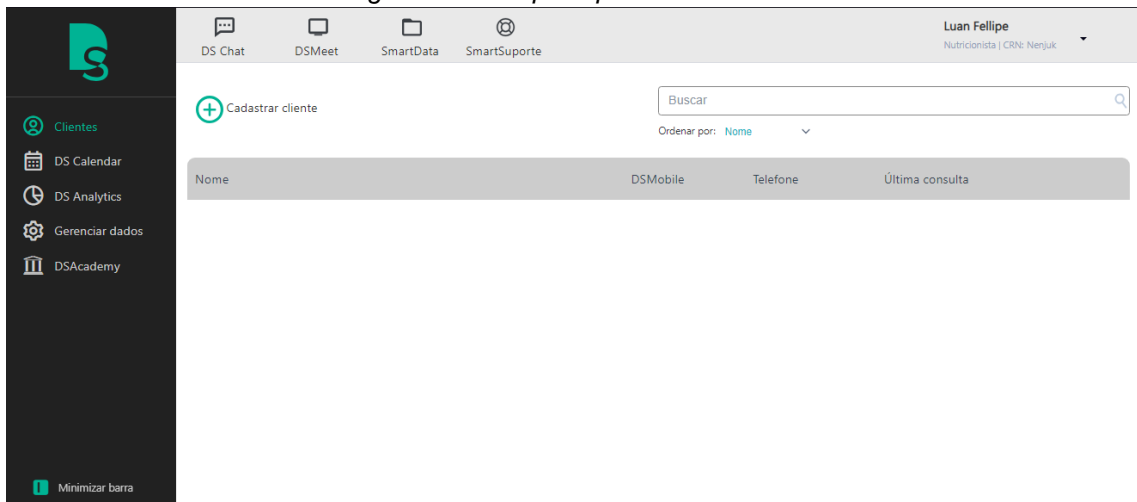 DS Chat DSMeet SmartData SmartSuporte
Luan Fellipe
Nutricionista | CRN: Nenjuk
Clientes
DS Calendar
DS Analytics
Gerenciar dados
DSAcademy
Minimizar barra
Cadastrar cliente
Buscar
Ordenar por: Nome
Nome DSMobile Telefone Última consulta